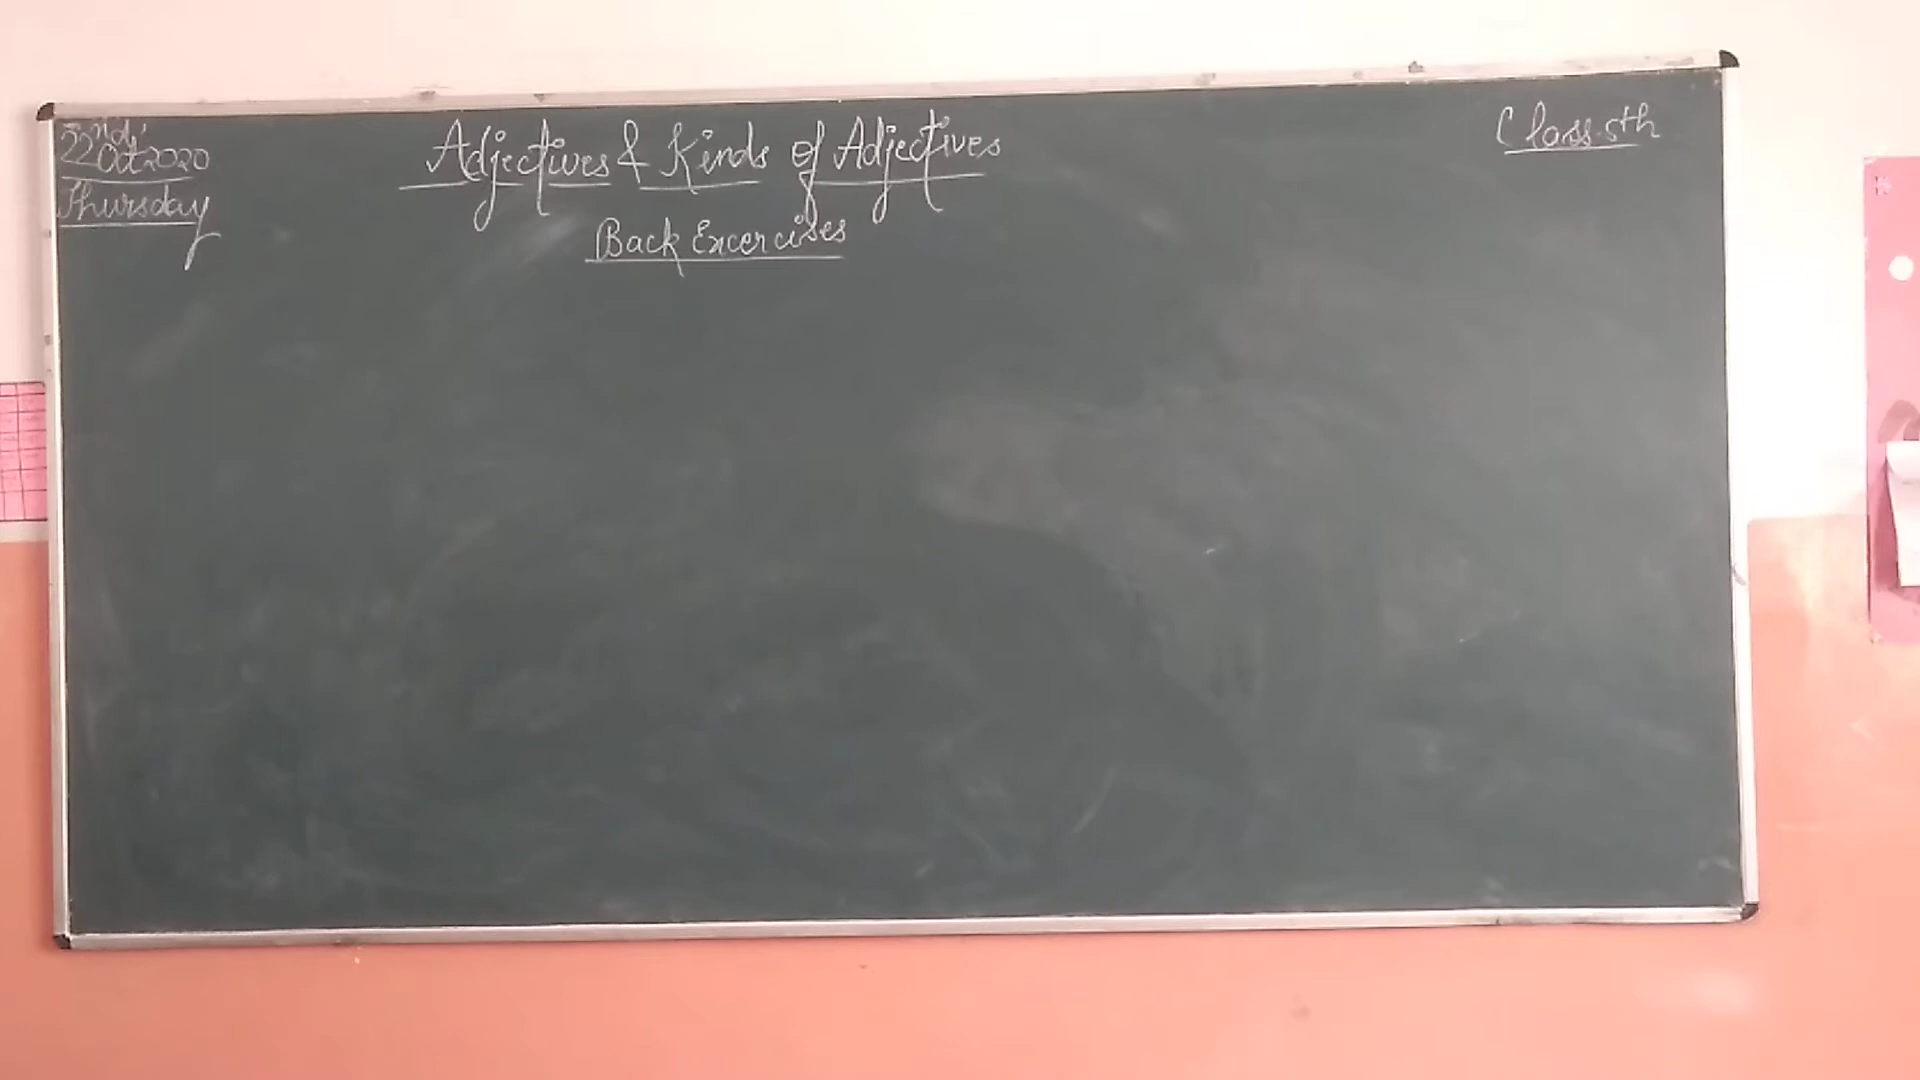 22nd Oct 2020
Thursday
Adjectives & Kinds of Adjectives
Back Excercises
Class-5th